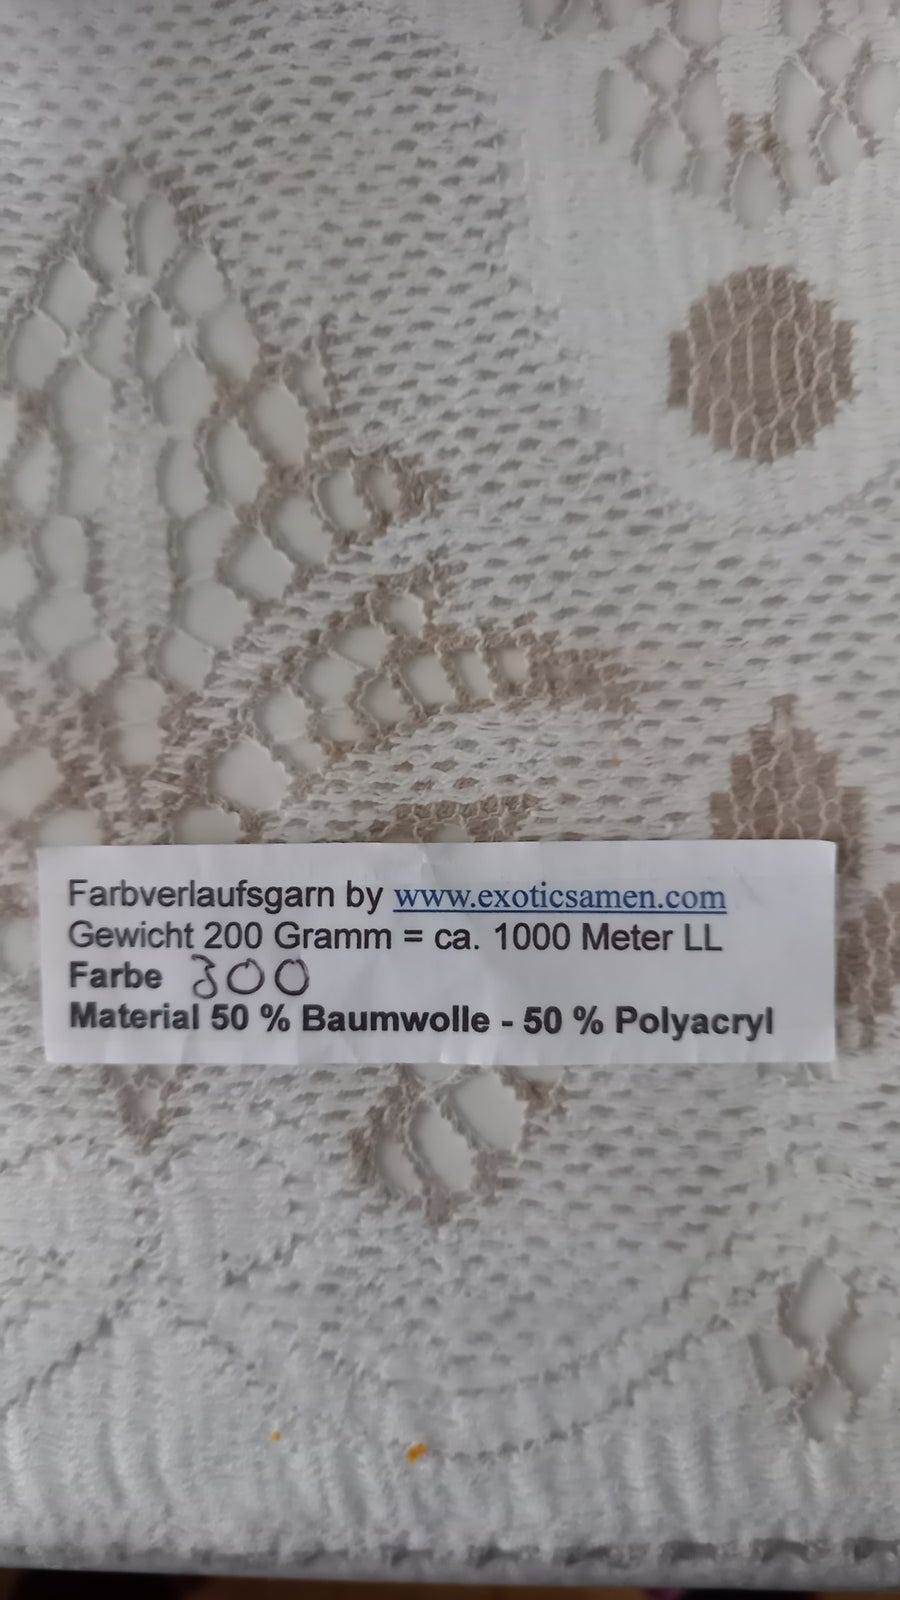 Farbverlaufsgarn by www.exoticsamen.com
Gewicht 200 Gramm = ca. 1000 Meter LL
Farbe 300
Material 50 % Baumwolle - 50 % Polyacryl